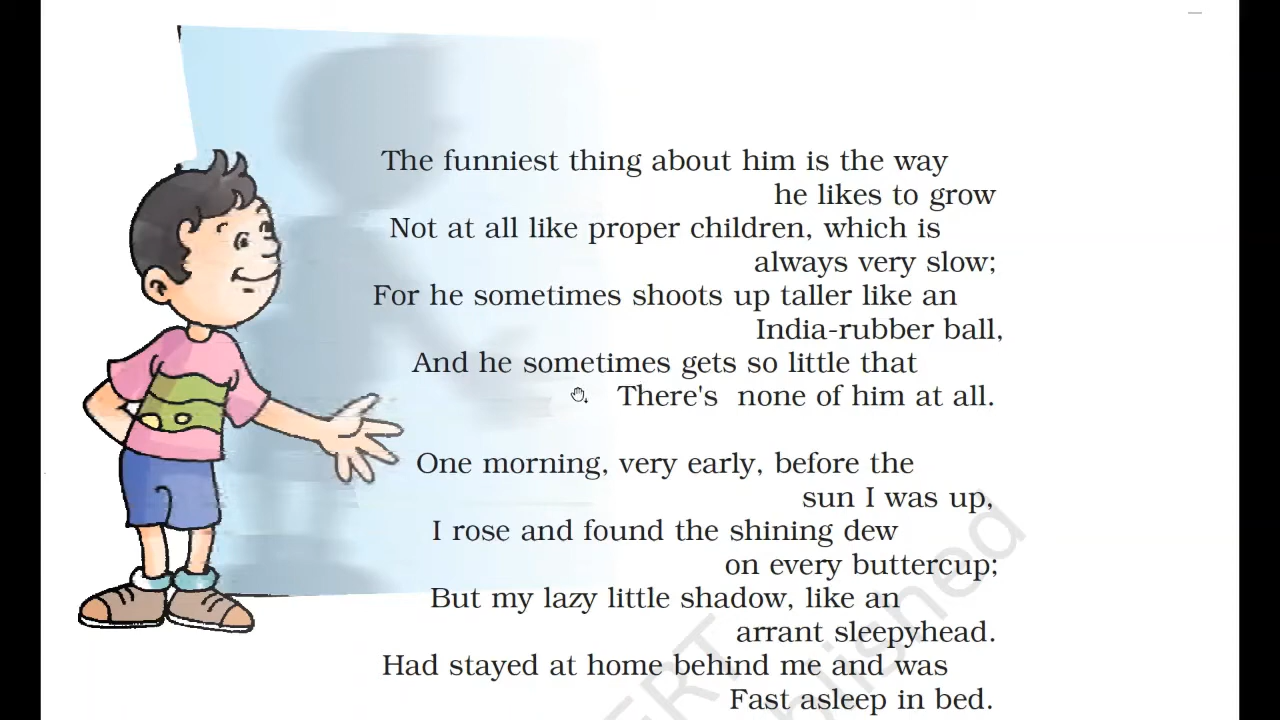 The funniest thing about him is the way
he likes to grow
Not at all like proper children, which is
always very slow;
For he sometimes shoots up taller like an
India-rubber ball,
And he sometimes gets so little that
There's none of him at all.
One morning, very early, before the
sun I was up,
I rose and found the shining dew
on every buttercup;
But my lazy little shadow, like an
arrant sleepyhead.
Had stayed at home behind me and was
Fast asleep in bed.